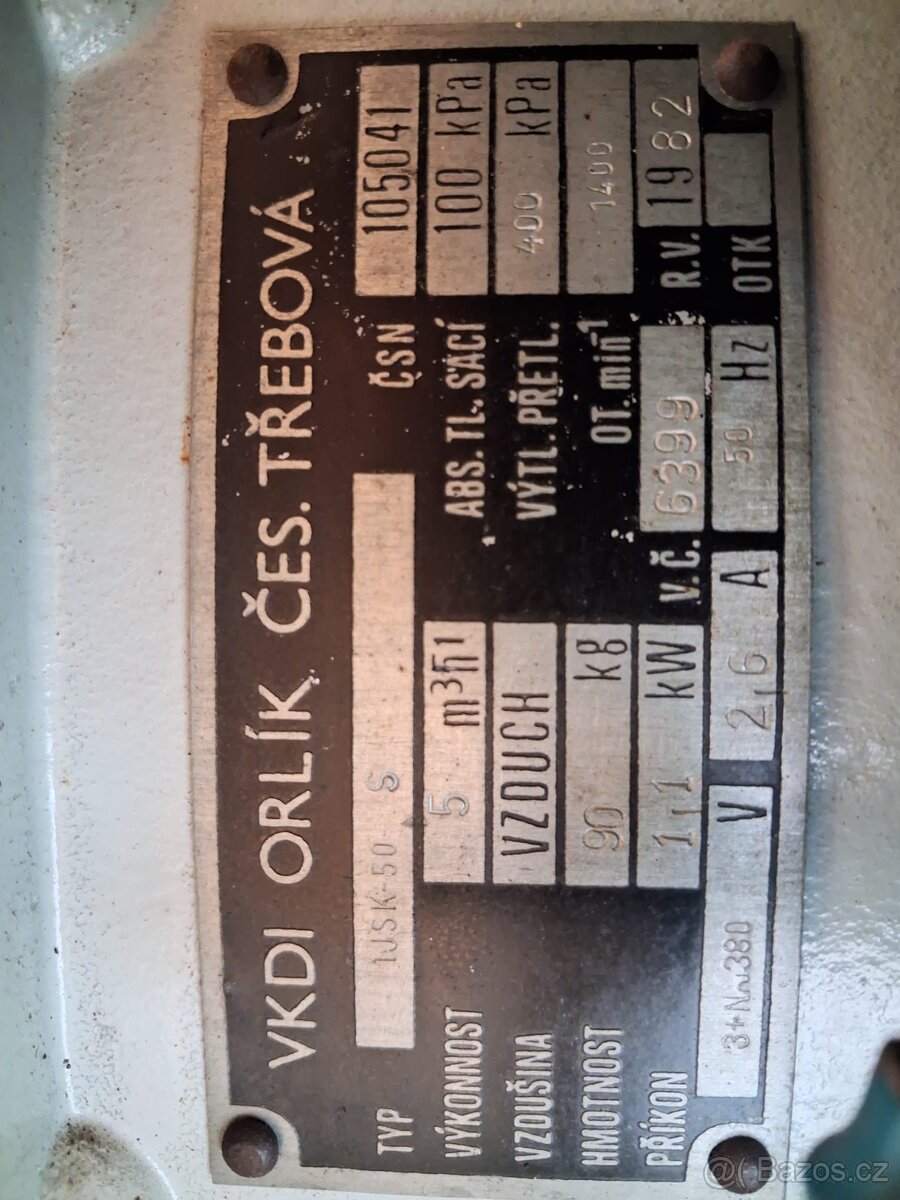 VKDI ORLÍK ČES. TŘEBOVÁ
TYP 1JSK-50 S ČSN 105041
VÝKONNOST 5 m³h⁻¹ ABS. TL. SACÍ 100 kPa
VZDUŠINA VZDUCH VÝTL. PŘETL. 400 kPa
HMOTNOST 90 kg OT. min⁻¹ 1400
PŘÍKON 1,1 kW V.Č. 6399 R.V. 1982
3+N~380 V 2,6 A 50 Hz OTK
@( Bazos.cz